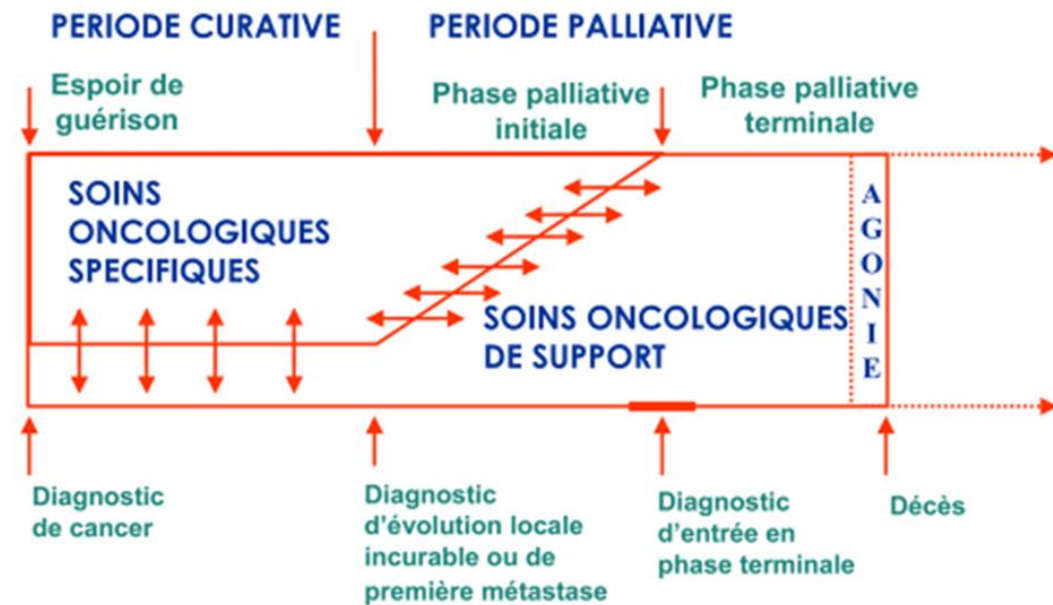 PERIODE CURATIVE
PERIODE PALLIATIVE
Espoir de
guérison
Phase palliative
initiale
Phase palliative
terminale
SOINS
ONCOLOGIQUES
SPECIFIQUES
SOINS ONCOLOGIQUES
DE SUPPORT
AGONIE
Diagnostic
de cancer
Diagnostic
d'évolution locale
incurable ou de
première métastase
Diagnostic
d'entrée en
phase terminale
Décès